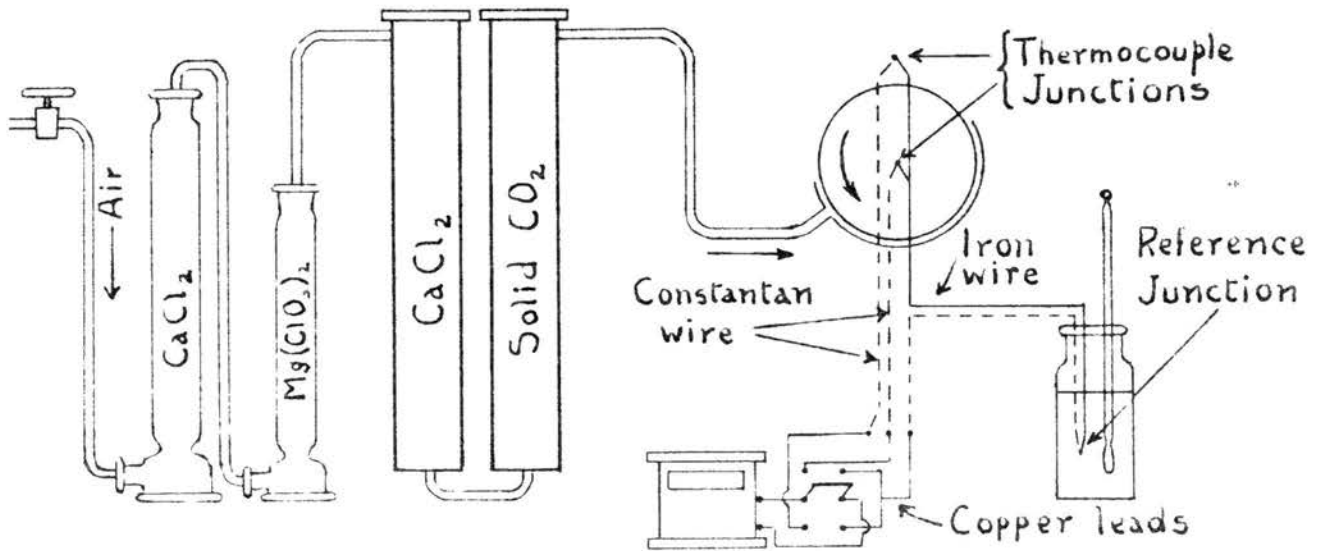 Air
CaCl₂
Mg(ClO₃)₂
CaCl₂
Solid CO₂
Thermocouple
Junctions
Iron
wire
Reference
Junction
Constantan
wire
Copper leads